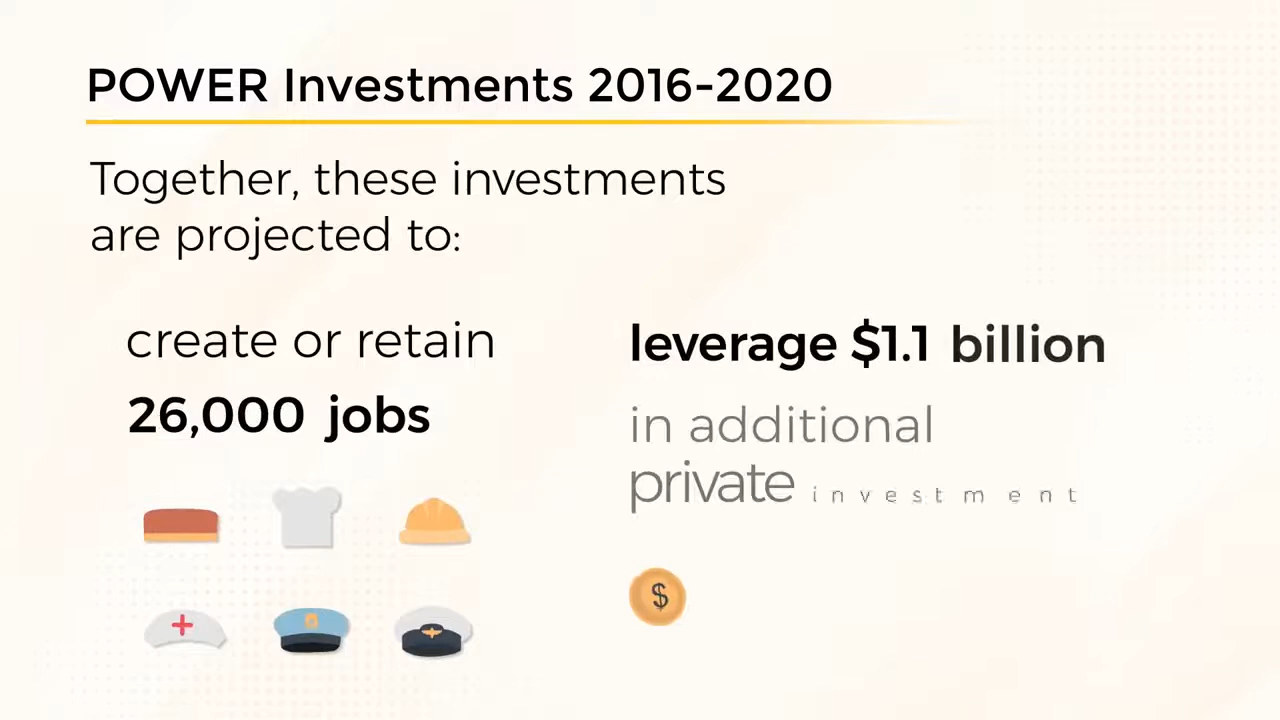 POWER Investments 2016-2020
Together, these investments
are projected to:
create or retain
26,000 jobs
leverage $1.1 billion
in additional
private investment
$